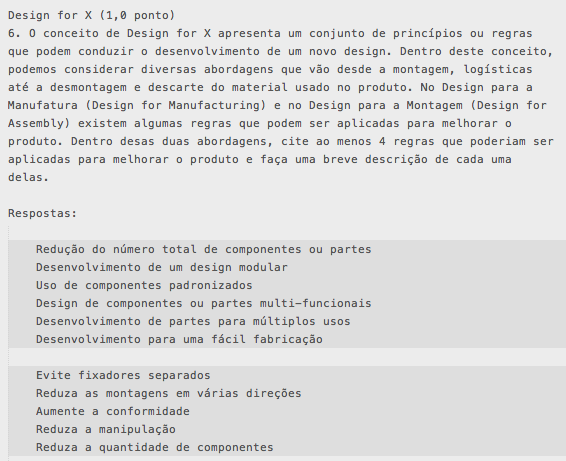 Design for X (1,0 ponto)
6. O conceito de Design for X apresenta um conjunto de princípios ou regras
que podem conduzir o desenvolvimento de um novo design. Dentro deste conceito,
podemos considerar diversas abordagens que vão desde a montagem, logísticas
até a desmontagem e descarte do material usado no produto. No Design para a
Manufatura (Design for Manufacturing) e no Design para a Montagem (Design for
Assembly) existem algumas regras que podem ser aplicadas para melhorar o
produto. Dentro desas duas abordagens, cite ao menos 4 regras que poderiam ser
aplicadas para melhorar o produto e faça uma breve descrição de cada uma
delas.
Respostas:
Redução do número total de componentes ou partes
Desenvolvimento de um design modular
Uso de componentes padronizados
Design de componentes ou partes multi-funcionais
Desenvolvimento de partes para múltiplos usos
Desenvolvimento para uma fácil fabricação
Evite fixadores separados
Reduza as montagens em várias direções
Aumente a conformidade
Reduza a manipulação
Reduza a quantidade de componentes